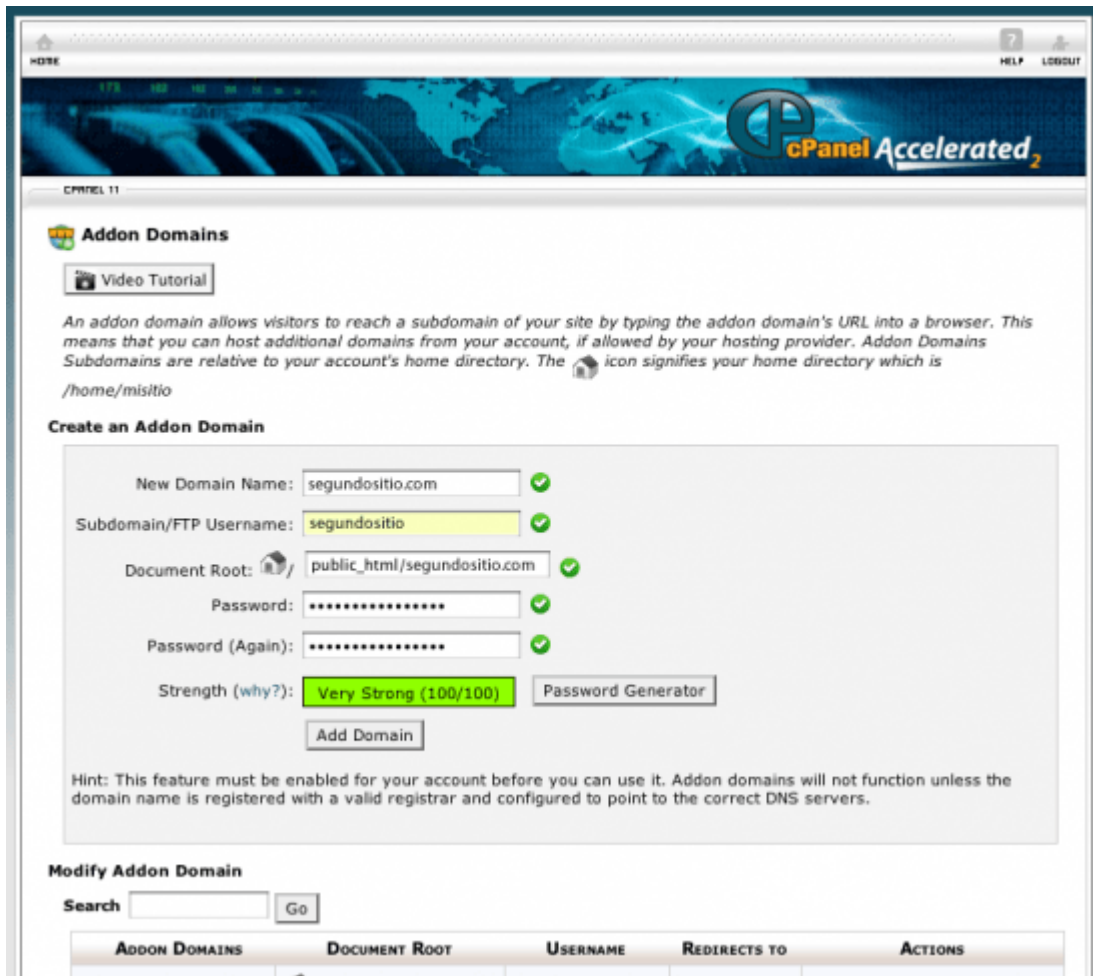 HOME
HELP LOGOUT
cPanel Accelerated2
CPANEL 11
Addon Domains
Video Tutorial
An addon domain allows visitors to reach a subdomain of your site by typing the addon domain's URL into a browser. This
means that you can host additional domains from your account, if allowed by your hosting provider. Addon Domains
Subdomains are relative to your account's home directory. The icon signifies your home directory which is
/home/misitio
Create an Addon Domain
New Domain Name: segundositio.com
Subdomain/FTP Username: segundositio
Document Root: / public_html/segundositio.com
Password: ••••••••••••••••
Password (Again): ••••••••••••••••
Strength (why?): Very Strong (100/100) Password Generator
Add Domain
Hint: This feature must be enabled for your account before you can use it. Addon domains will not function unless the
domain name is registered with a valid registrar and configured to point to the correct DNS servers.
Modify Addon Domain
Search Go
ADDON DOMAINS DOCUMENT ROOT USERNAME REDIRECTS TO ACTIONS